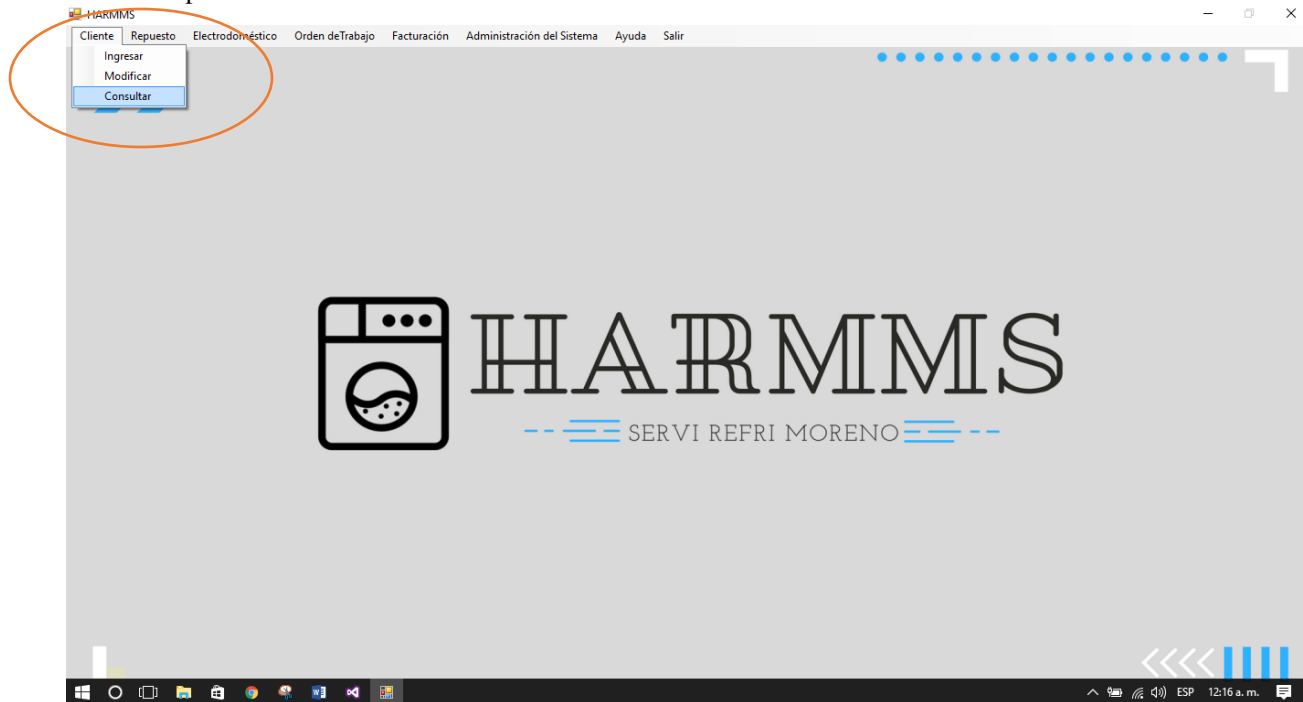 HARMMS
Cliente Repuesto Electrodoméstico Orden deTrabajo Facturación Administración del Sistema Ayuda Salir
Ingresar
Modificar
Consultar
HARMMS
SERVI REFRI MORENO
ESP 12:16 a. m.